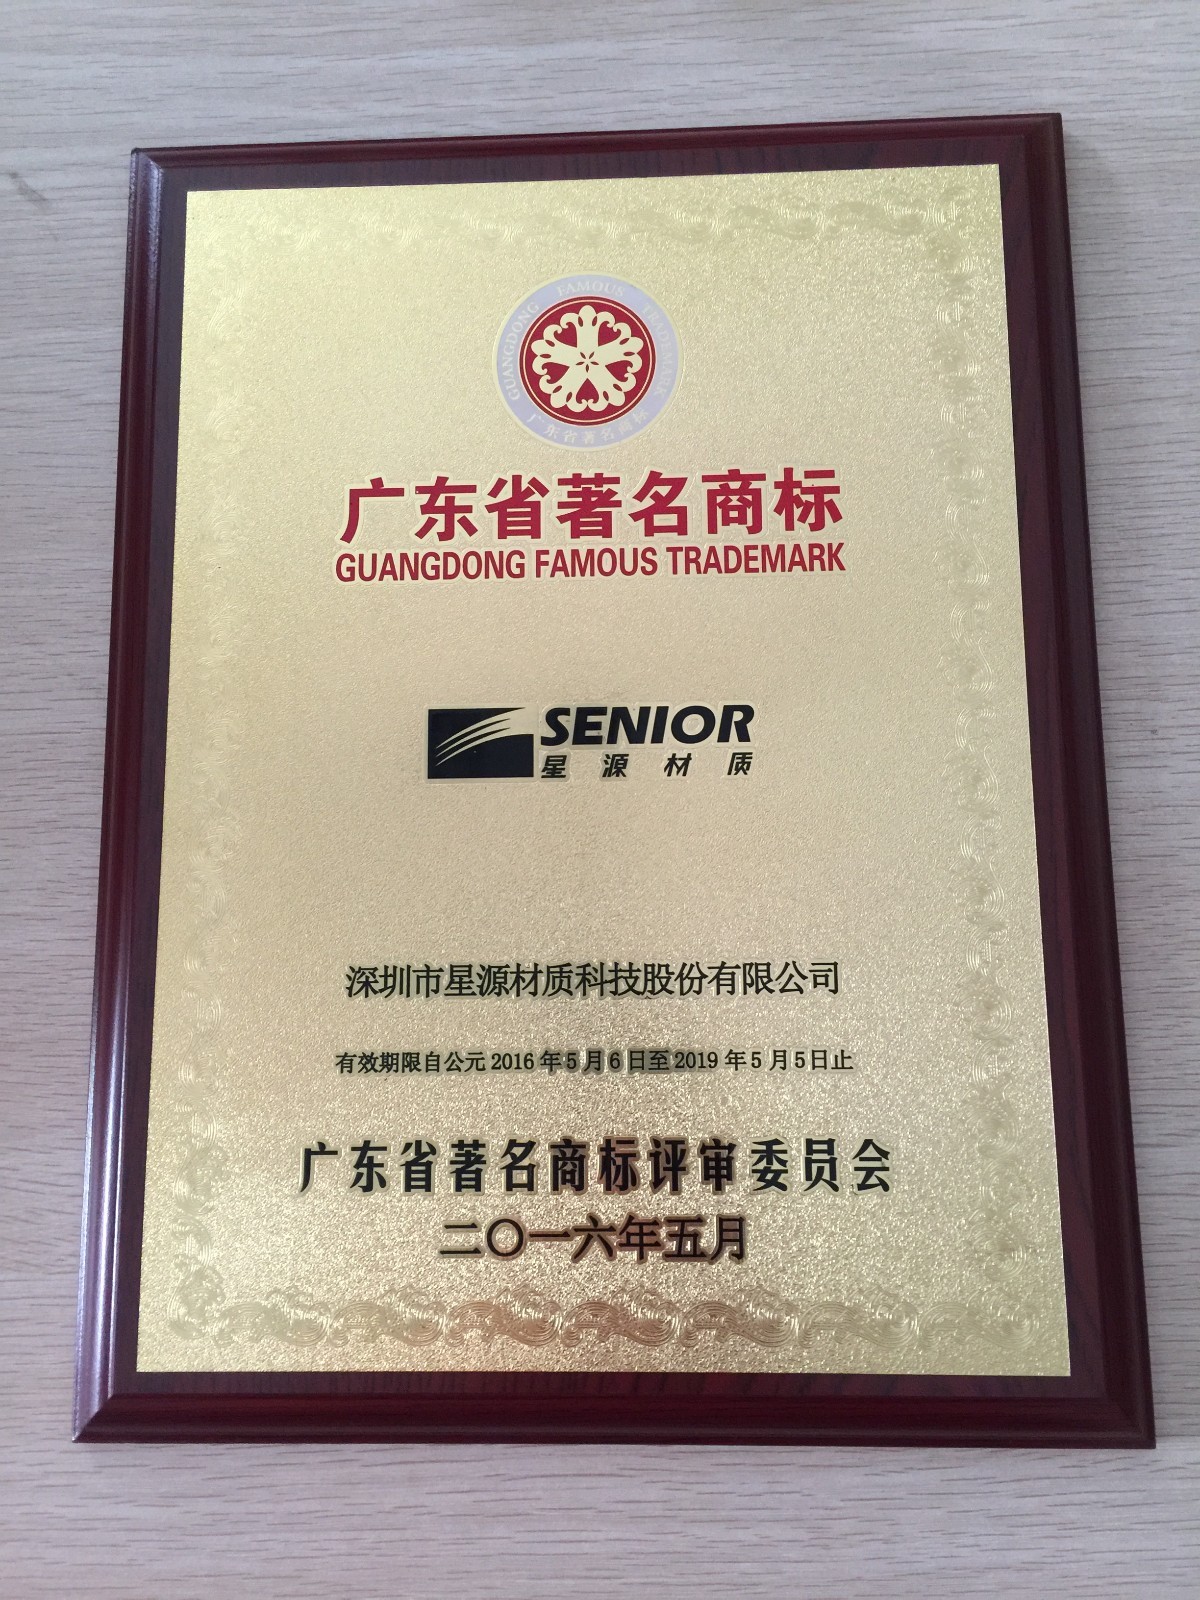 GUANGDONG FAMOUS TRADEMARK
广东省著名商标
广东省著名商标
GUANGDONG FAMOUS TRADEMARK
SENIOR
星源材质
深圳市星源材质科技股份有限公司
有效期限自公元2016年5月6日至2019年5月5日止
广东省著名商标评审委员会
二〇一六年五月